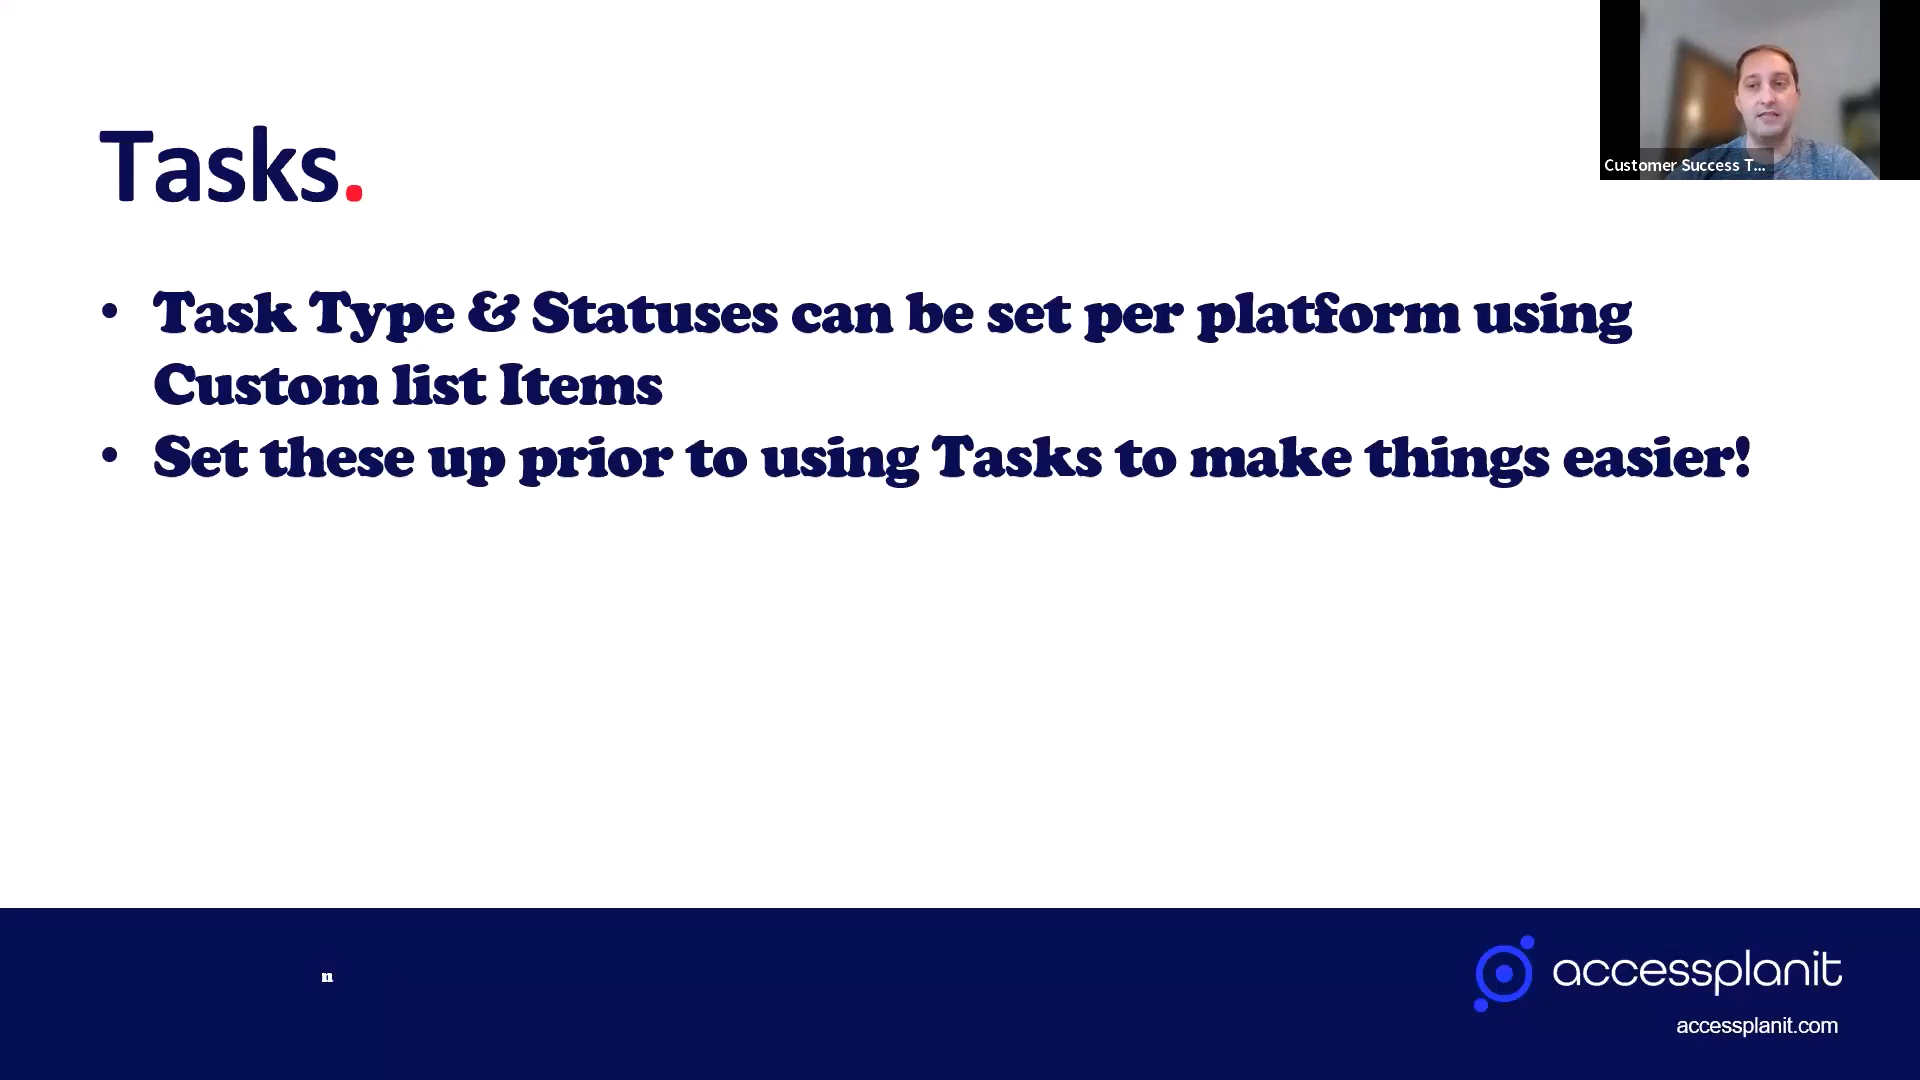 Customer Success T...
Tasks.
• Task Type & Statuses can be set per platform using
Custom list Items
• Set these up prior to using Tasks to make things easier!
n
accessplanit
accessplanit.com